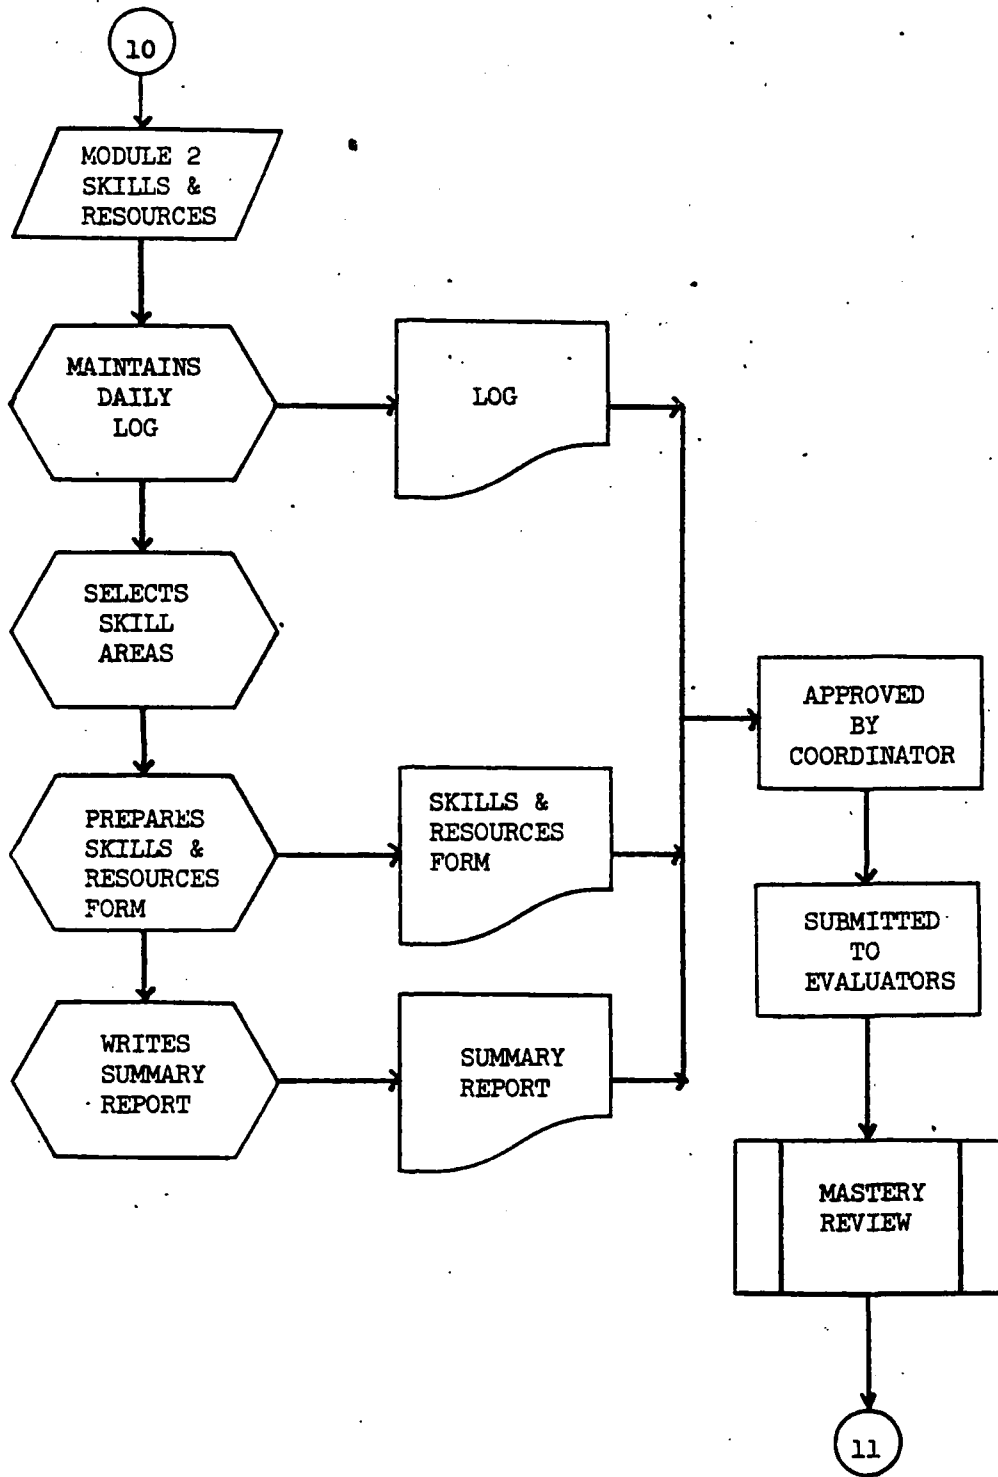 10
MODULE 2
SKILLS &
RESOURCES
MAINTAINS
DAILY
LOG
LOG
SELECTS
SKILL
AREAS
PREPARES
SKILLS &
RESOURCES
FORM
SKILLS &
RESOURCES
FORM
WRITES
SUMMARY
REPORT
SUMMARY
REPORT
APPROVED
BY
COORDINATOR
SUBMITTED
TO
EVALUATORS
MASTERY
REVIEW
11